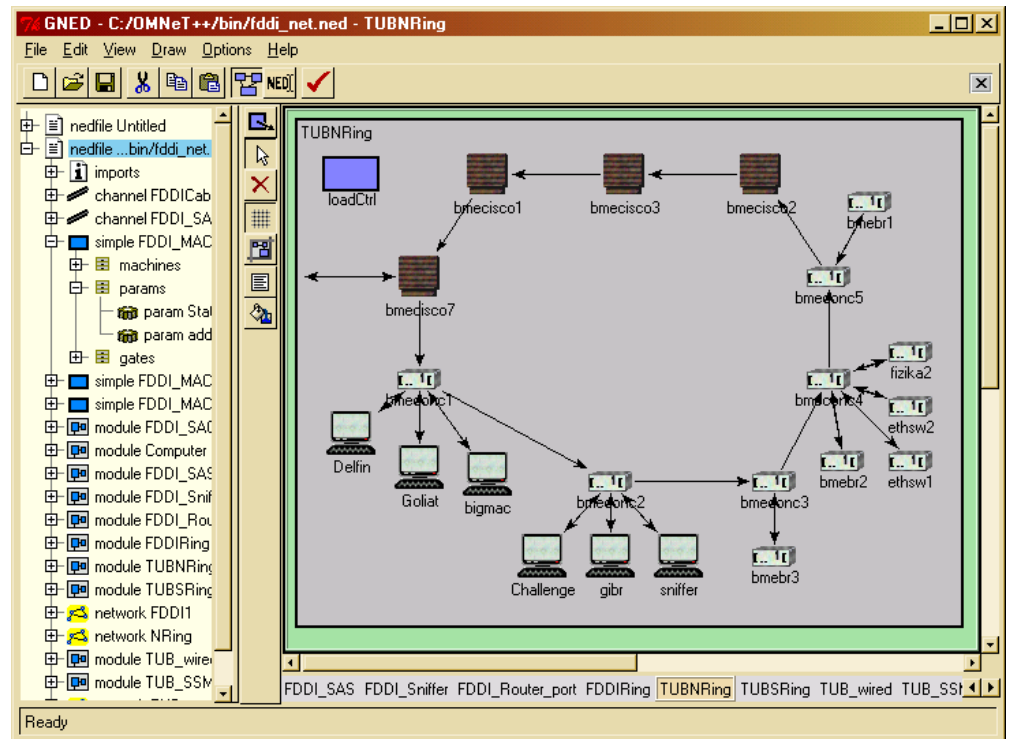 GNED - C:/OMNeT++/bin/fddi_net.ned - TUBNRing
File Edit View Draw Options Help
NED
nedfile Untitled
nedfile ...bin/fddi_net.
imports
channel FDDICab
channel FDDI_SA
simple FDDI_MAC
machines
params
param Stat
param add
gates
simple FDDI_MAC
simple FDDI_MAC
module FDDI_SAC
module Computer
module FDDI_SAS
module FDDI_Snif
module FDDI_Rou
module FDDIRing
module TUBNRing
module TUBSRing
network FDDI1
network NRing
module TUB_wire
module TUB_SSM
TUBNRing
loadCtrl
bmecisco1
bmecisco3
bmecisco2
bmebr1
bmecisco7
bmeconc5
bmeconc1
fizika2
bmeconc4
ethsw2
Delfin
Goliat
bigmac
bmeconc2
bmeconc3
bmebr2
ethsw1
Challenge
gibr
sniffer
bmebr3
FDDI_SAS FDDI_Sniffer FDDI_Router_port FDDIRing TUBNRing TUBSRing TUB_wired TUB_SSM
Ready